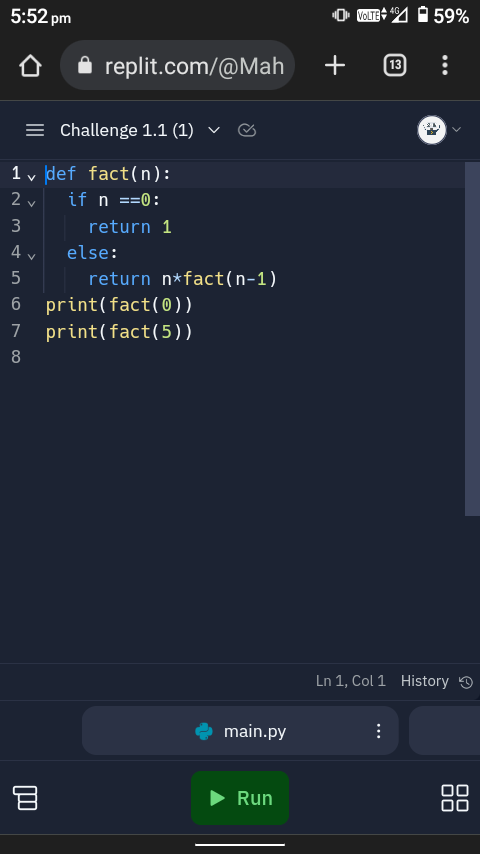 5:52 pm VoLTE 4G 59%
replit.com/@Mah 13
Challenge 1.1 (1)
1 def fact(n):
2   if n ==0:
3     return 1
4   else:
5     return n*fact(n-1)
6 print(fact(0))
7 print(fact(5))
8
Ln 1, Col 1 History
main.py
Run